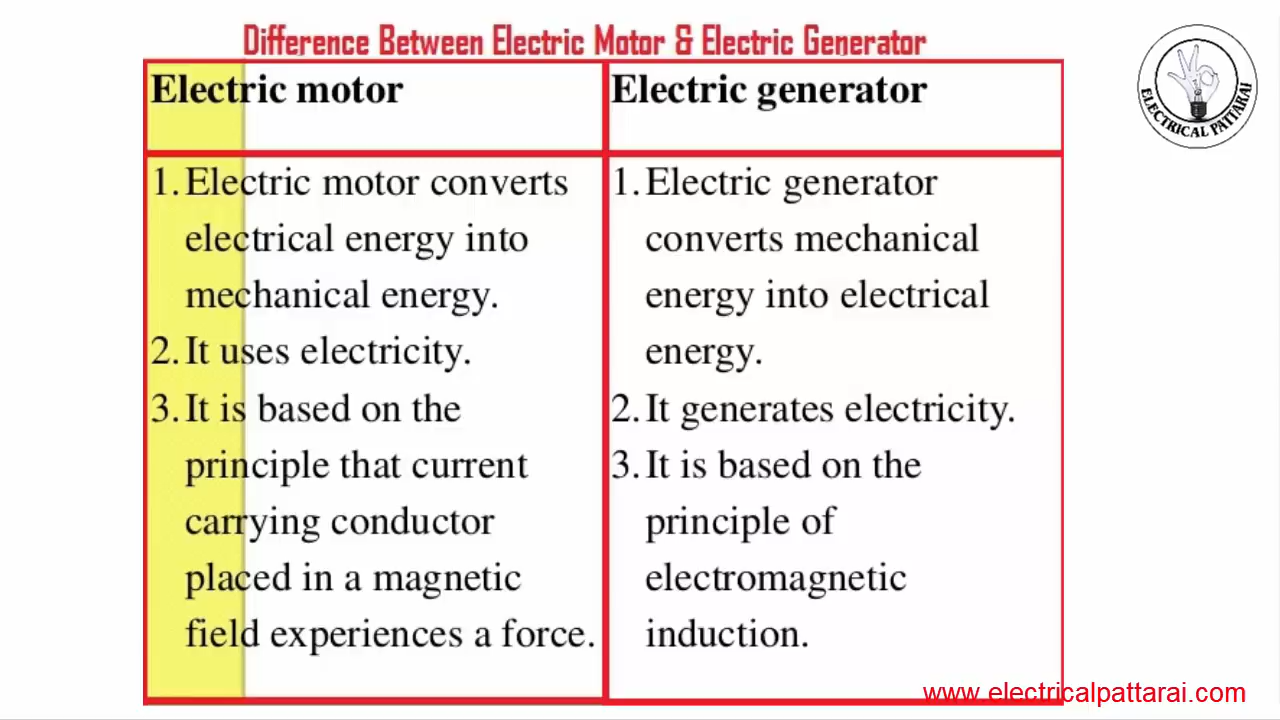 Difference Between Electric Motor & Electric Generator
Electric motor
1. Electric motor converts
electrical energy into
mechanical energy.
2. It uses electricity.
3. It is based on the
principle that current
carrying conductor
placed in a magnetic
field experiences a force.
Electric generator
1. Electric generator
converts mechanical
energy into electrical
energy.
2. It generates electricity.
3. It is based on the
principle of
electromagnetic
induction.
ELECTRICAL PATTARAI
www.electricalpattarai.com